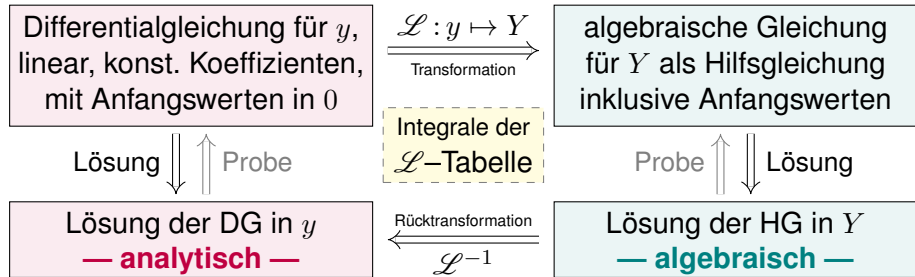 Differentialgleichung für y,
linear, konst. Koeffizienten,
mit Anfangswerten in 0
ℒ : y ↦ Y
Transformation
algebraische Gleichung
für Y als Hilfsgleichung
inklusive Anfangswerten
Lösung
Probe
Integrale der
ℒ–Tabelle
Probe
Lösung
Lösung der DG in y
— analytisch —
Rücktransformation
ℒ⁻¹
Lösung der HG in Y
— algebraisch —